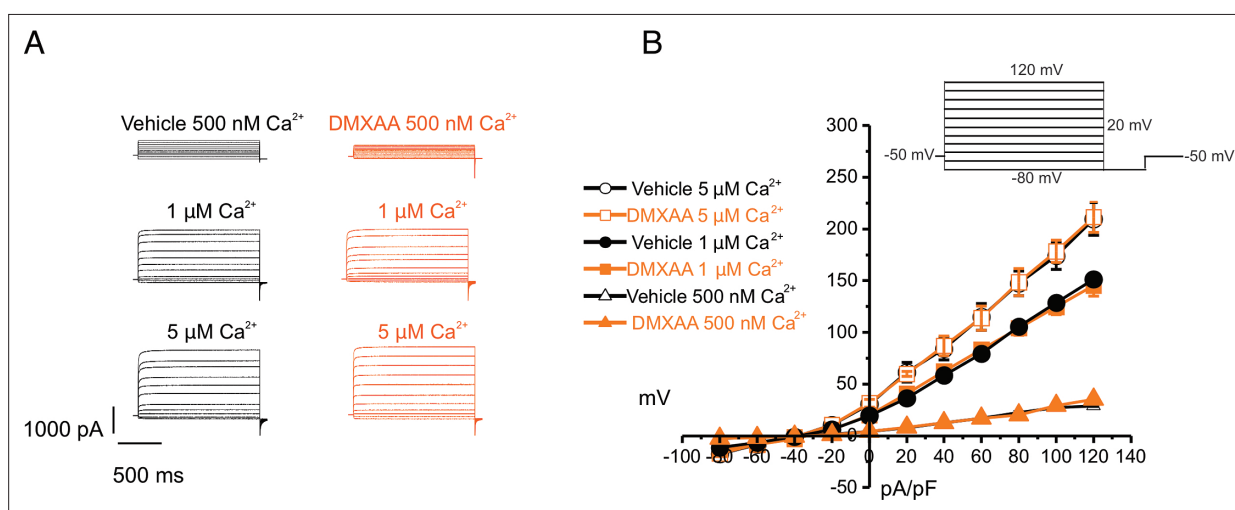 A
Vehicle 500 nM Ca²⁺
DMXAA 500 nM Ca²⁺
1 µM Ca²⁺
1 µM Ca²⁺
5 µM Ca²⁺
5 µM Ca²⁺
1000 pA
500 ms
B
120 mV
20 mV
-50 mV
-50 mV
-80 mV
Vehicle 5 µM Ca²⁺
DMXAA 5 µM Ca²⁺
Vehicle 1 µM Ca²⁺
DMXAA 1 µM Ca²⁺
Vehicle 500 nM Ca²⁺
DMXAA 500 nM Ca²⁺
mV
300
250
200
150
100
50
0
-50
-100 -80 -60 -40 -20 0 20 40 60 80 100 120 140
pA/pF